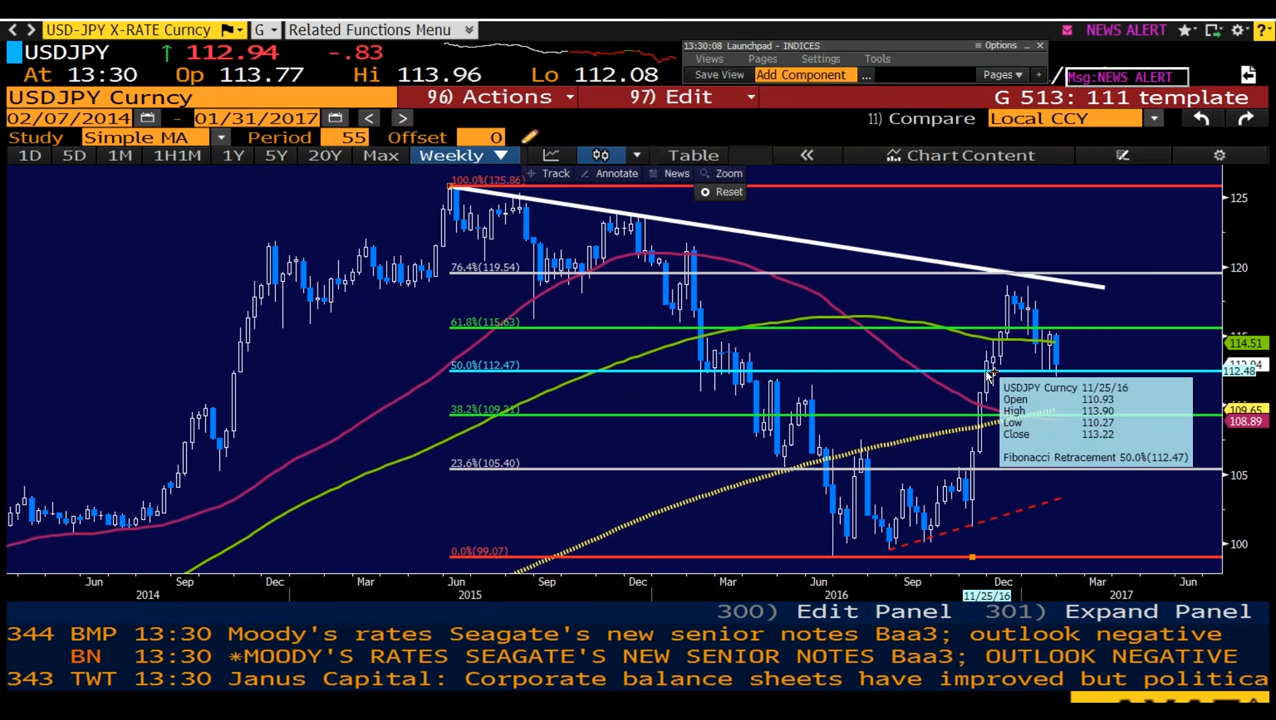 USD-JPY X-RATE Curncy G Related Functions Menu NEWS ALERT
USDJPY 112.94 -.83
13:30:08 Launchpad - INDICES Options
Views Pages Settings Tools
At 13:30 Op 113.77 Hi 113.96 Lo 112.08
Save View Add Component ... Pages +
Msg:NEWS ALERT
USDJPY Curncy 96) Actions 97) Edit G 513: 111 template
02/07/2014 01/31/2017 11) Compare Local CCY
Study Simple MA Period 55 Offset 0
1D 5D 1M 1H1M 1Y 5Y 20Y Max Weekly Table Chart Content
Track Annotate News Zoom
Reset
100.0%(125.86)
125
120
76.4%(119.54)
61.8%(115.63)
114.51
50.0%(112.47)
112.48
USDJPY Curncy 11/25/16
Open 110.93
High 113.90
Low 110.27
Close 113.22
Fibonacci Retracement 50.0%(112.47)
38.2%(109.31)
109.65
108.89
23.6%(105.40)
105
0.0%(99.07)
100
Jun Sep Dec Mar Jun Sep Dec Mar Jun Sep Dec Mar Jun
2014 2015 2016 11/25/16 2017
300) Edit Panel 301) Expand Panel
344 BMP 13:30 Moody's rates Seagate's new senior notes Baa3; outlook negative
BN 13:30 *MOODY'S RATES SEAGATE'S NEW SENIOR NOTES Baa3; OUTLOOK NEGATIVE
343 TWT 13:30 Janus Capital: Corporate balance sheets have improved but politica